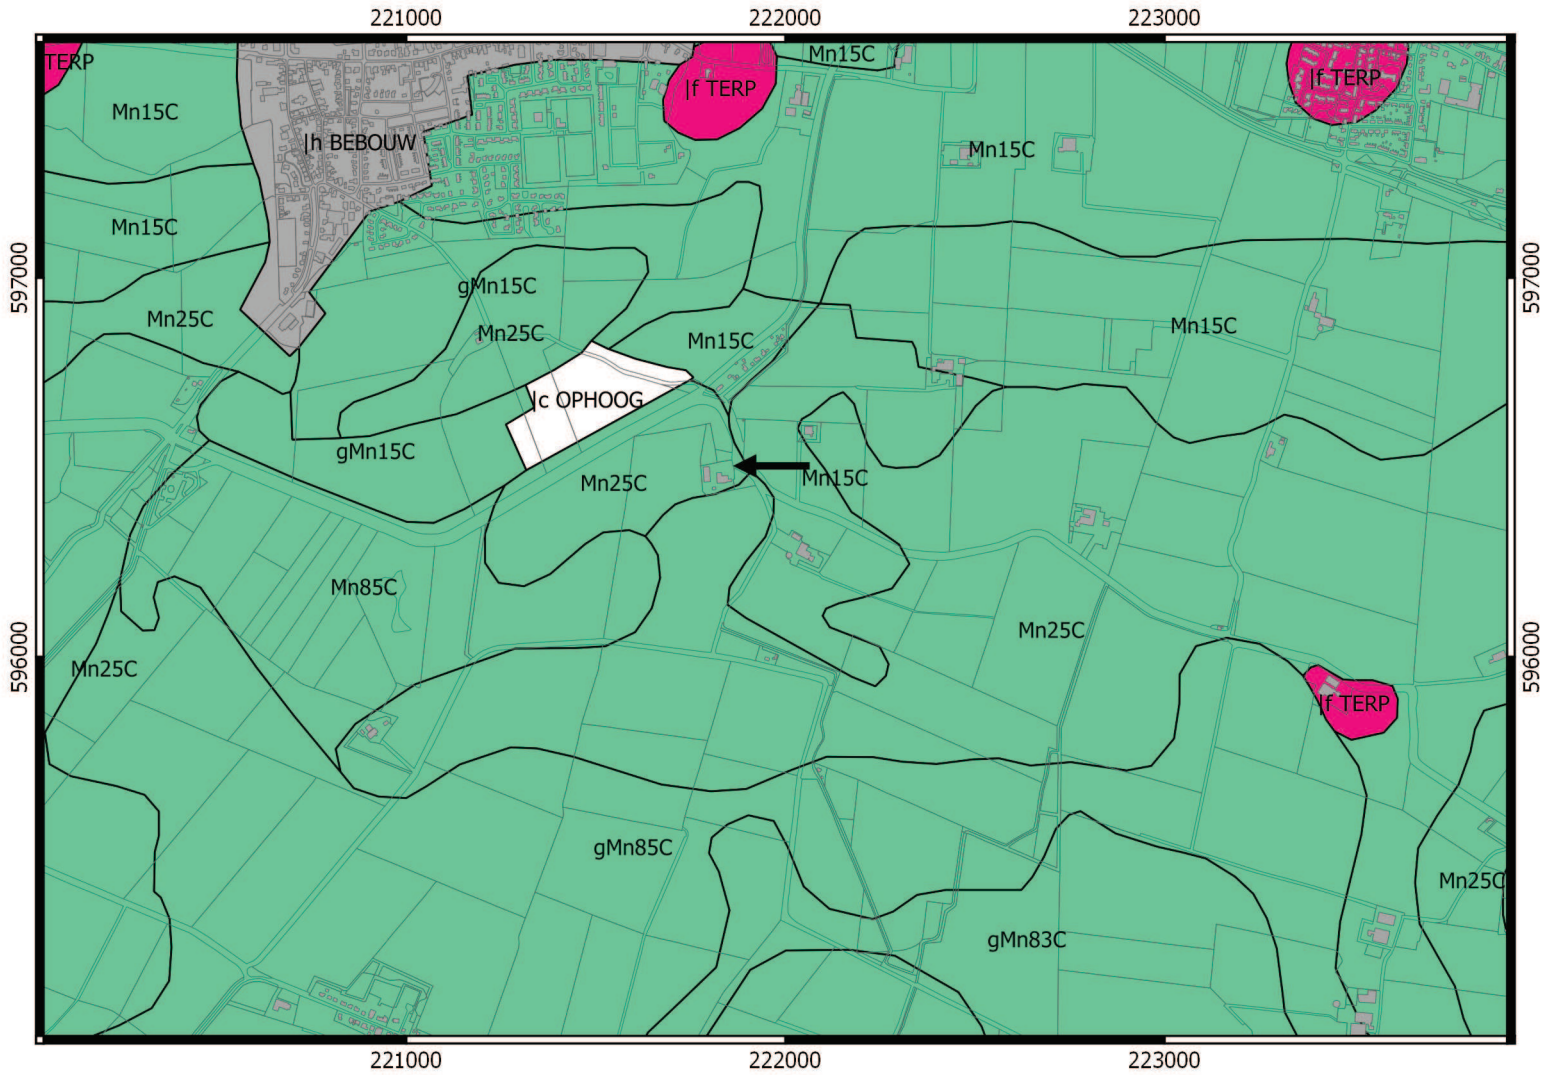 221000 222000 223000
TERP
Mn15C
|f TERP
|f TERP
Mn15C
|h BEBOUW
Mn15C
Mn15C
597000
597000
gMn15C
Mn25C
Mn25C
Mn15C
Mn15C
|c OPHOOG
gMn15C
Mn25C
Mn15C
Mn85C
Mn25C
596000
596000
Mn25C
|f TERP
gMn85C
Mn25C
gMn83C
221000 222000 223000